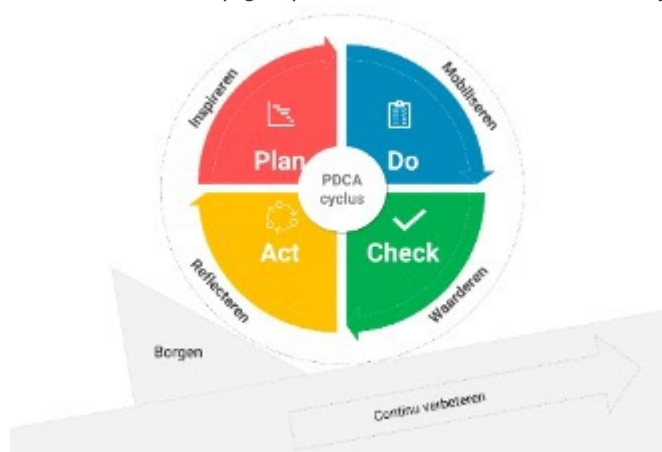 Inspireren
Mobiliseren
Plan
Do
PDCA
cyclus
Act
Check
Reflecteren
Waarderen
Borgen
Continu verbeteren